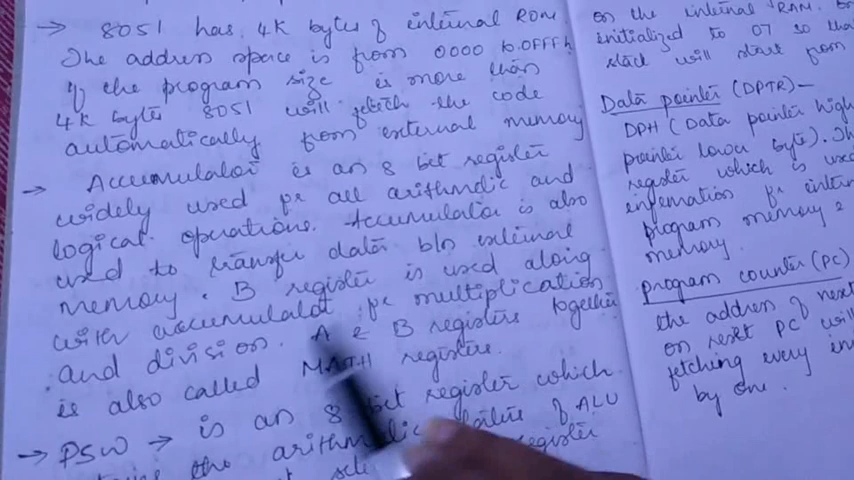 → 8051 has 4K bytes of internal ROM.
The address space is from 0000 to 0FFFh
If the program size is more than
4K byte 8051 will fetch the code
automatically from external memory
→ Accumulator is an 8 bit register
widely used for all arithmetic and
logical operations. Accumulator is also
used to transfer data b/n external
memory. B register is used along
with accumulator for multiplication
and division. A & B registers together
is also called MATH registers.
→ PSW → is an 8 bit register which
the arithmetic of ALU
register
on the internal RAM.
initialized to 07 so tha
stack will start from
Data pointer (DPTR) -
DPH (Data pointer high
pointer lower byte). Th
register which is used
information for
program memory &
memory.
program counter (PC)
the address of next
on reset PC will
fetching every in
by one.